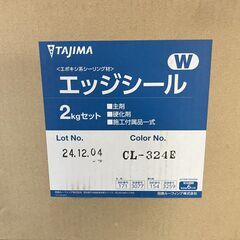 TAJIMA
<エポキシ系シーリング材>
エッジシール
W
2kgセット
■主剤
■硬化剤
■施工付属品一式
Lot No.
Color No.
24.12.04
CL-324E
田島ルーフィング株式会社